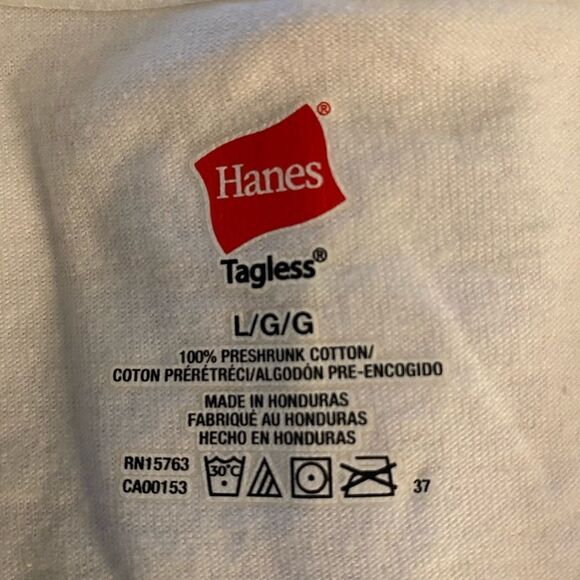 Hanes®
Tagless®
L/G/G
100% PRESHRUNK COTTON/
COTON PRÉRÉTRÉCI/ALGODÓN PRE-ENCOGIDO
MADE IN HONDURAS
FABRIQUÉ AU HONDURAS
HECHO EN HONDURAS
RN15763
CA00153
30°C
37